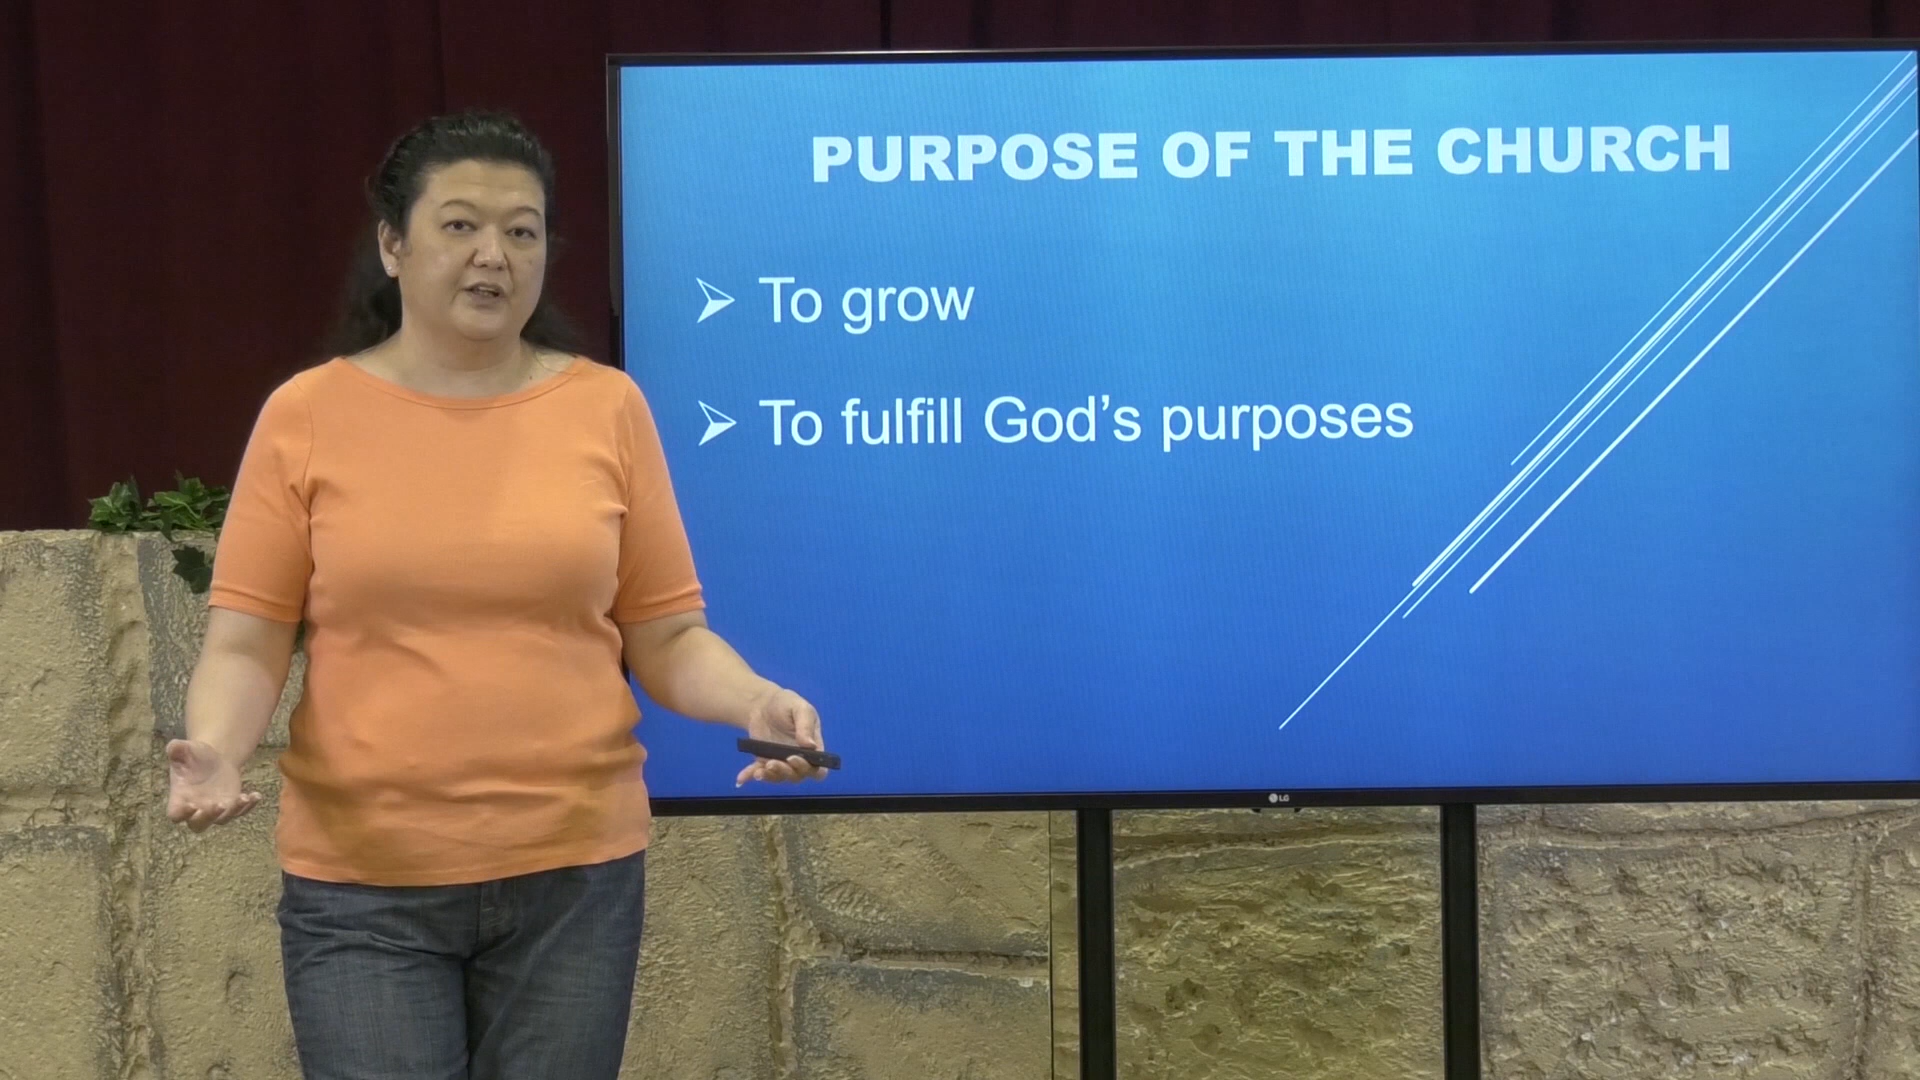 PURPOSE OF THE CHURCH
➢ To grow
➢ To fulfill God’s purposes
LG